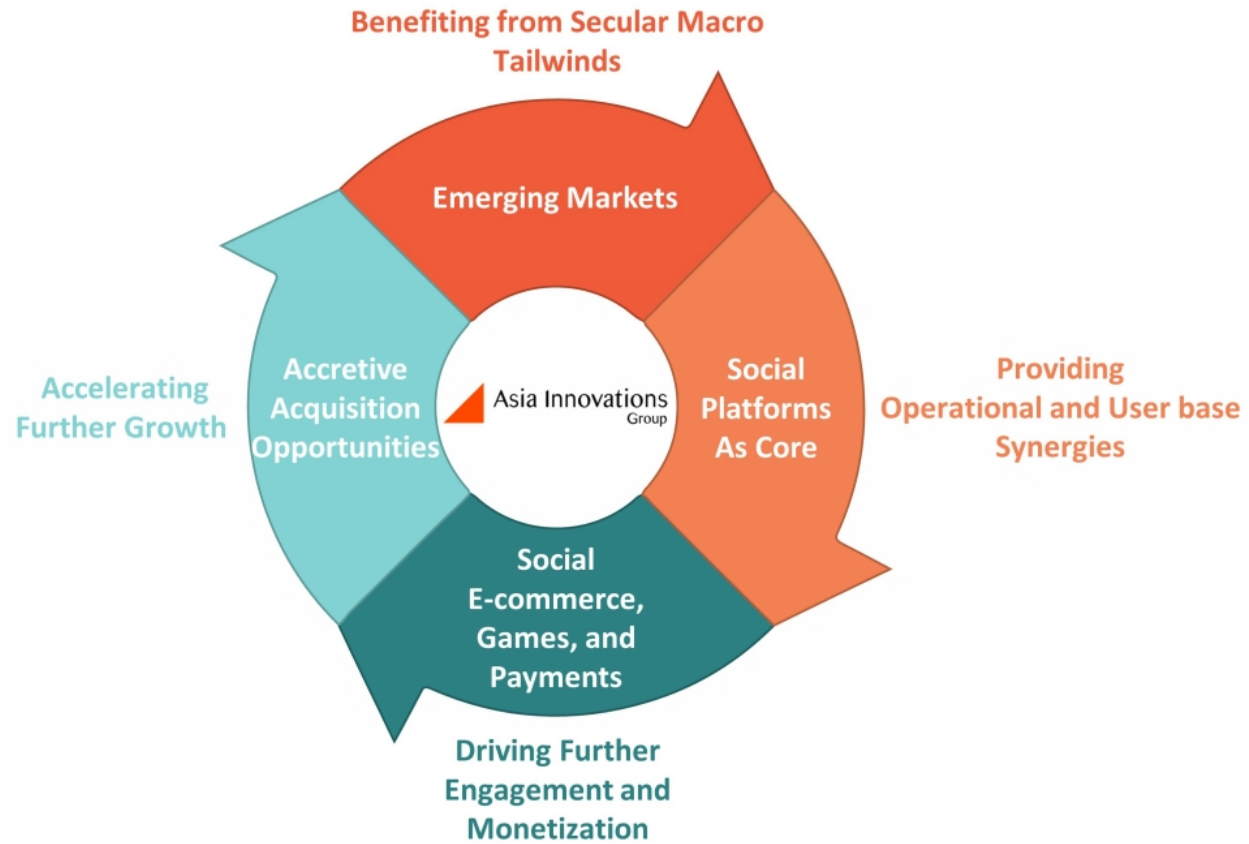 Benefiting from Secular Macro
Tailwinds
Emerging Markets
Social
Platforms
As Core
Providing
Operational and User base
Synergies
Social
E-commerce,
Games, and
Payments
Driving Further
Engagement and
Monetization
Accretive
Acquisition
Opportunities
Accelerating
Further Growth
Asia Innovations
Group